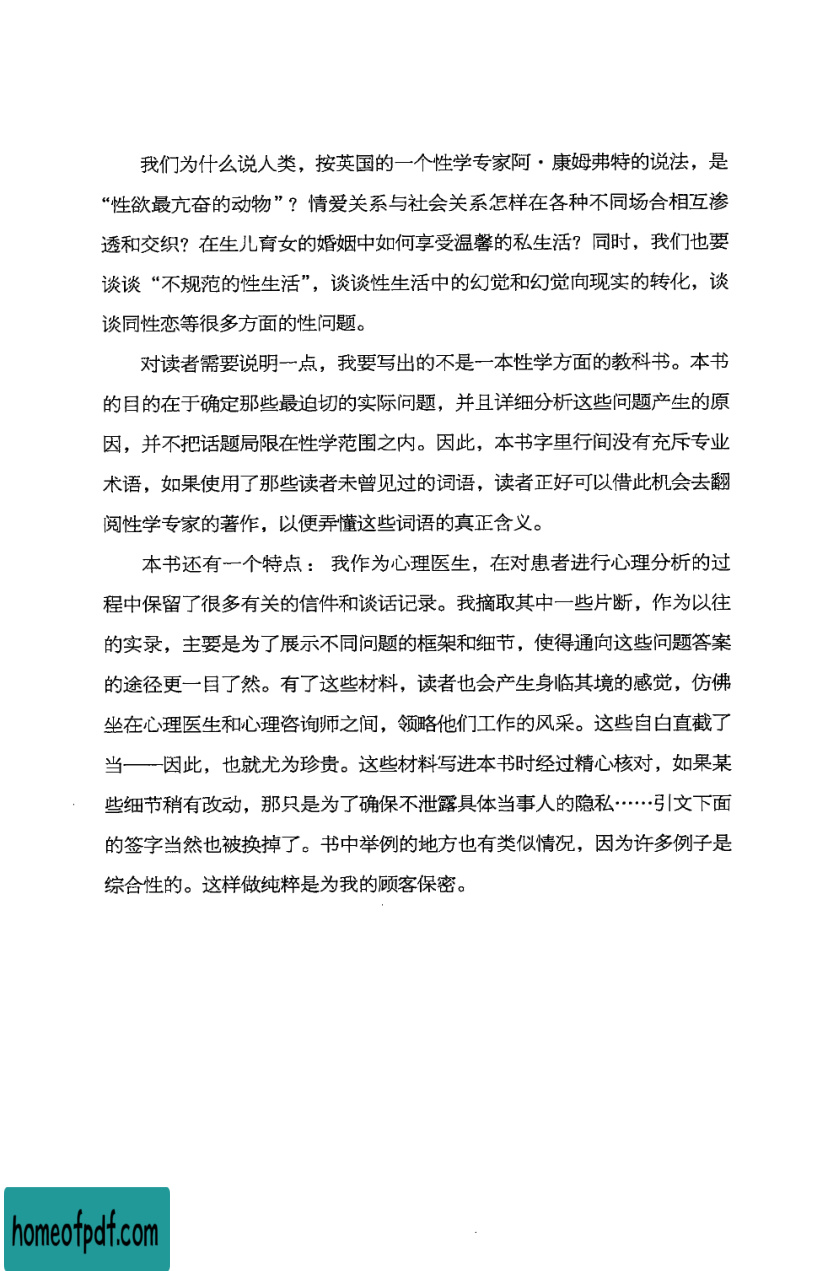 我们为什么说人类，按英国的一个性学专家阿·康姆弗特的说法，是
“性欲最亢奋的动物”？情爱关系与社会关系怎样在各种不同场合相互渗
透和交织？在生儿育女的婚姻中如何享受温馨的私生活？同时，我们也要
谈谈“不规范的性生活”，谈谈性生活中的幻觉和幻觉向现实的转化，谈
谈同性恋等很多方面的性问题。
对读者需要说明一点，我要写出的不是一本性学方面的教科书。本书
的目的在于确定那些最迫切的实际问题，并且详细分析这些问题产生的原
因，并不把话题局限在性学范围之内。因此，本书字里行间没有充斥专业
术语，如果使用了那些读者未曾见过的词语，读者正好可以借此机会去翻
阅性学专家的著作，以便弄懂这些词语的真正含义。
本书还有一个特点：我作为心理医生，在对患者进行心理分析的过
程中保留了很多有关的信件和谈话记录。我摘取其中一些片断，作为以往
的实录，主要是为了展示不同问题的框架和细节，使得通向这些问题答案
的途径更一目了然。有了这些材料，读者也会产生身临其境的感觉，仿佛
坐在心理医生和心理咨询师之间，领略他们工作的风采。这些自白直截了
当——因此，也就尤为珍贵。这些材料写进本书时经过精心核对，如果某
些细节稍有改动，那只是为了确保不泄露具体当事人的隐私……引文下面
的签字当然也被换掉了。书中举例的地方也有类似情况，因为许多例子是
综合性的。这样做纯粹是为我的顾客保密。
homeofpdf.com